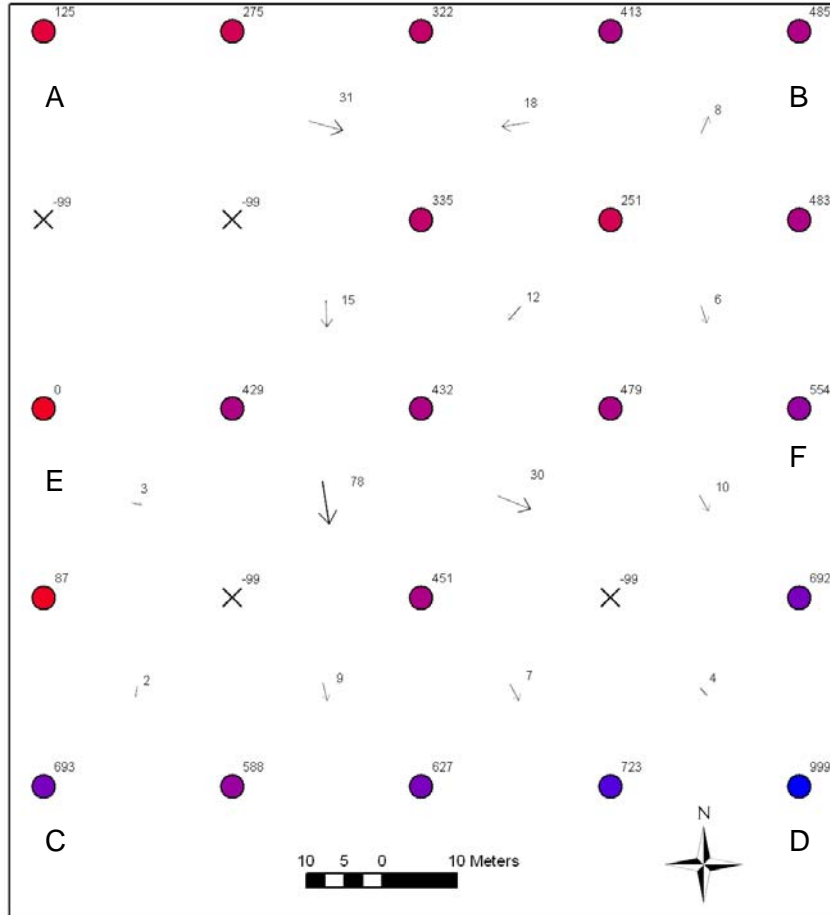 125 275 322 413 485
A B
31 18 8
-99 -99 335 251 483
15 12 6
0 429 432 479 554
E F
3 78 30 10
87 -99 451 -99 692
2 9 7 4
693 588 627 723 999
C D
N
10 5 0 10 Meters